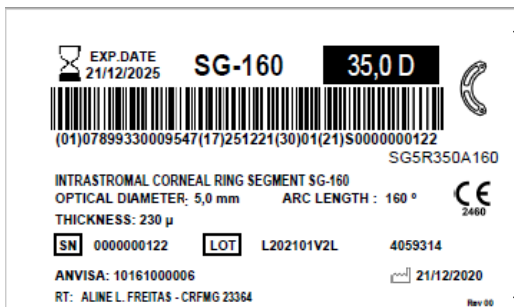 EXP.DATE
21/12/2025
SG-160
35,0 D
(01)07899330009547(17)251221(30)01(21)S0000000122
SG5R350A160
INTRASTROMAL CORNEAL RING SEGMENT SG-160
OPTICAL DIAMETER: 5,0 mm ARC LENGTH : 160 º
THICKNESS: 230 µ
CE
2460
SN 0000000122 LOT L202101V2L 4059314
ANVISA: 10161000006 21/12/2020
RT: ALINE L. FREITAS - CRFMG 23364 Rev 00